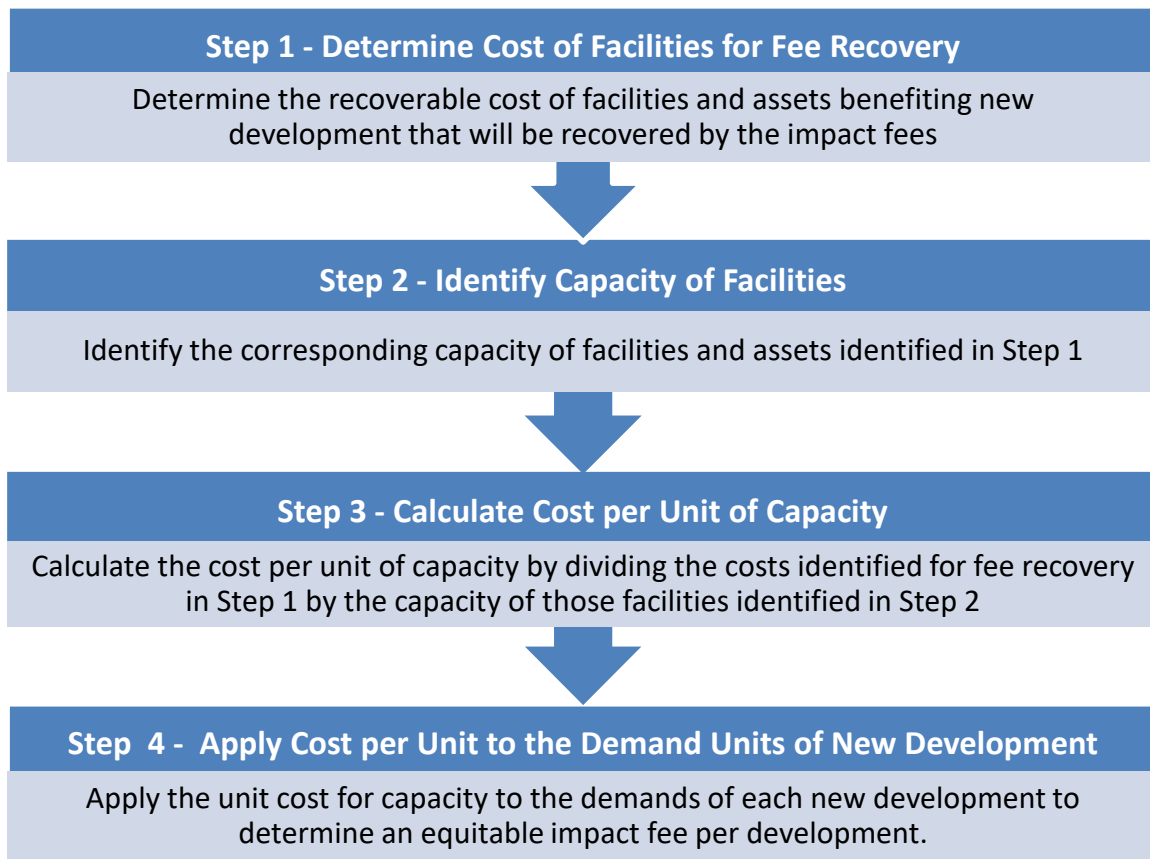 Step 1 - Determine Cost of Facilities for Fee Recovery
Determine the recoverable cost of facilities and assets benefiting new
development that will be recovered by the impact fees
Step 2 - Identify Capacity of Facilities
Identify the corresponding capacity of facilities and assets identified in Step 1
Step 3 - Calculate Cost per Unit of Capacity
Calculate the cost per unit of capacity by dividing the costs identified for fee recovery
in Step 1 by the capacity of those facilities identified in Step 2
Step  4 -  Apply Cost per Unit to the Demand Units of New Development
Apply the unit cost for capacity to the demands of each new development to
determine an equitable impact fee per development.